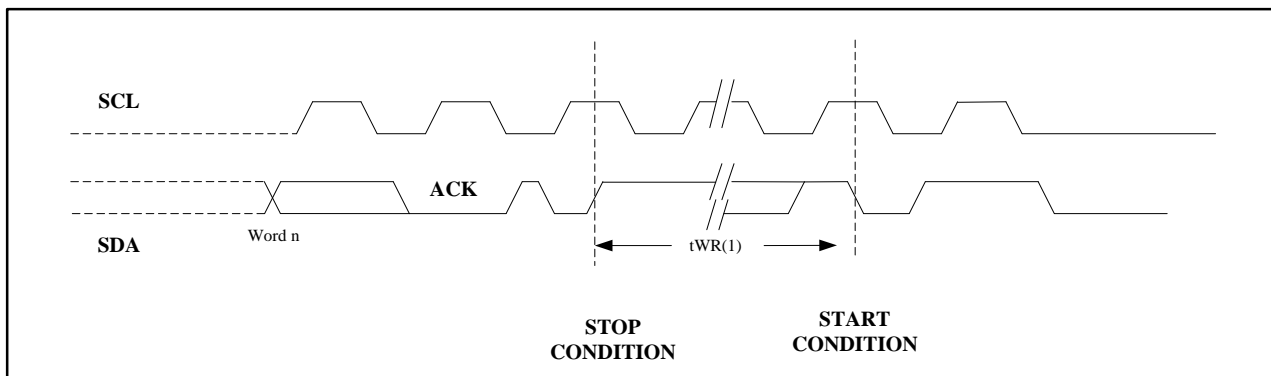 SCL
ACK
SDA
Word n
tWR(1)
STOP
CONDITION
START
CONDITION